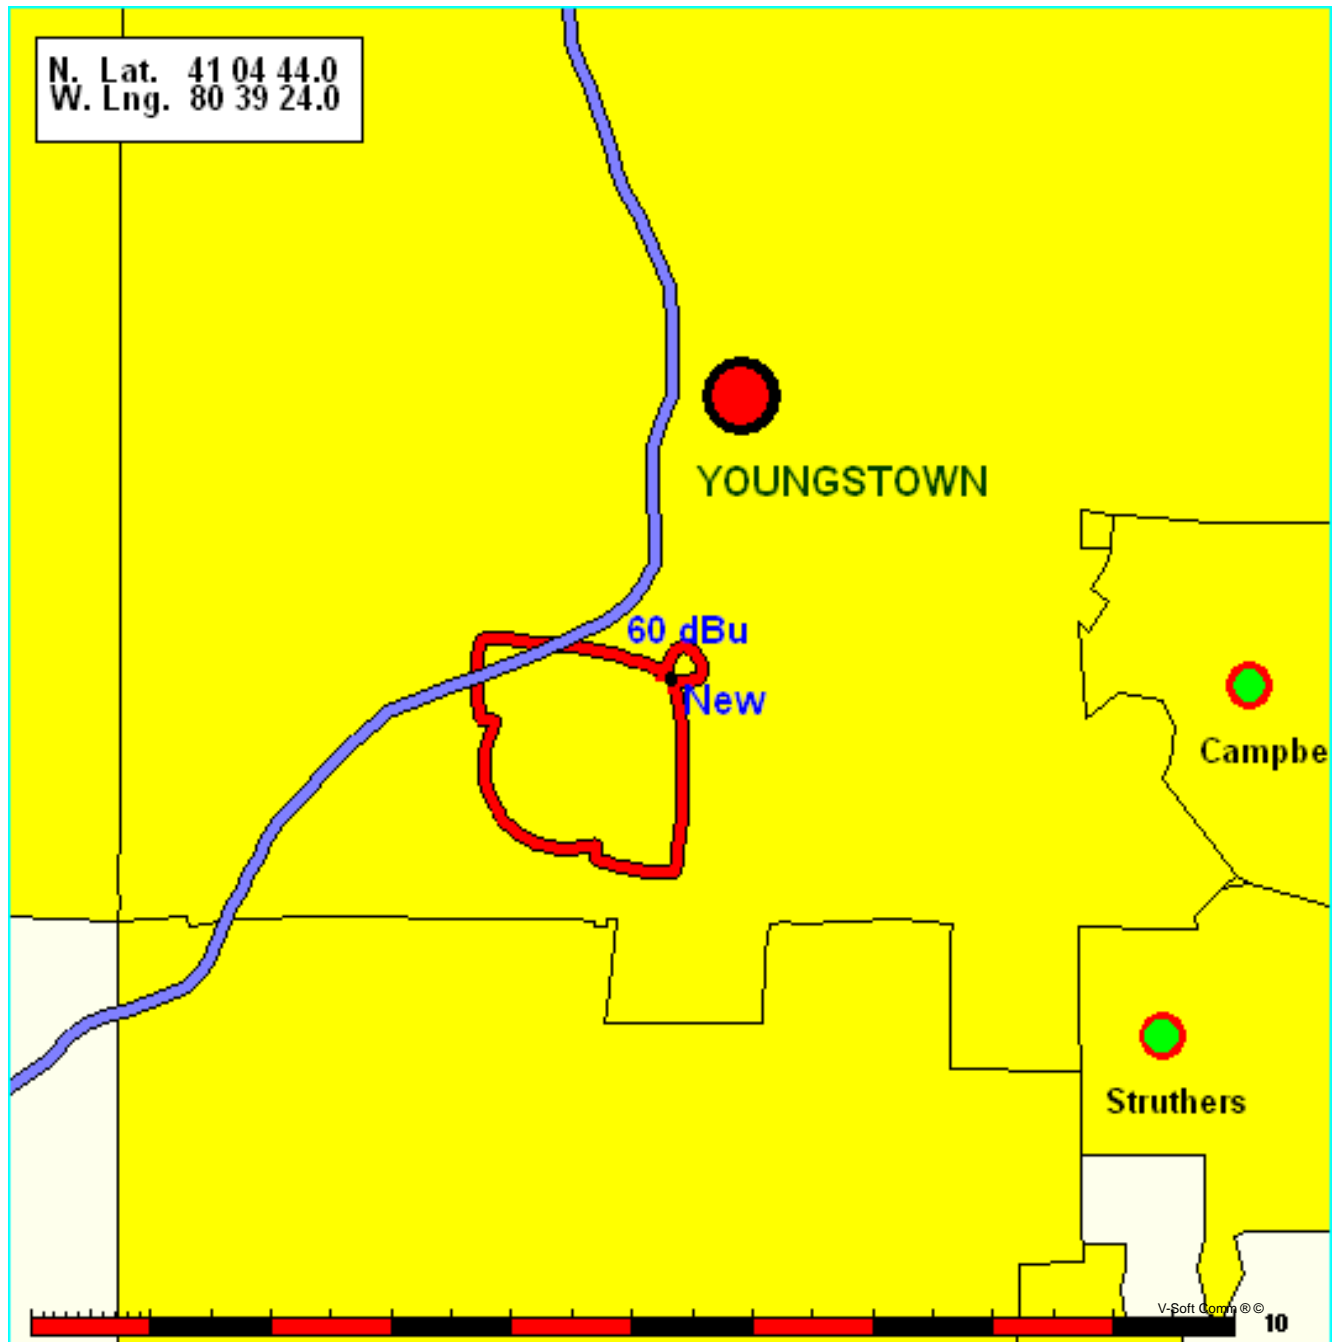 N. Lat. 41 04 44.0
W. Lng. 80 39 24.0
YOUNGSTOWN
60 dBu
New
Campbe
Struthers
V-Soft Comm ® ©
10